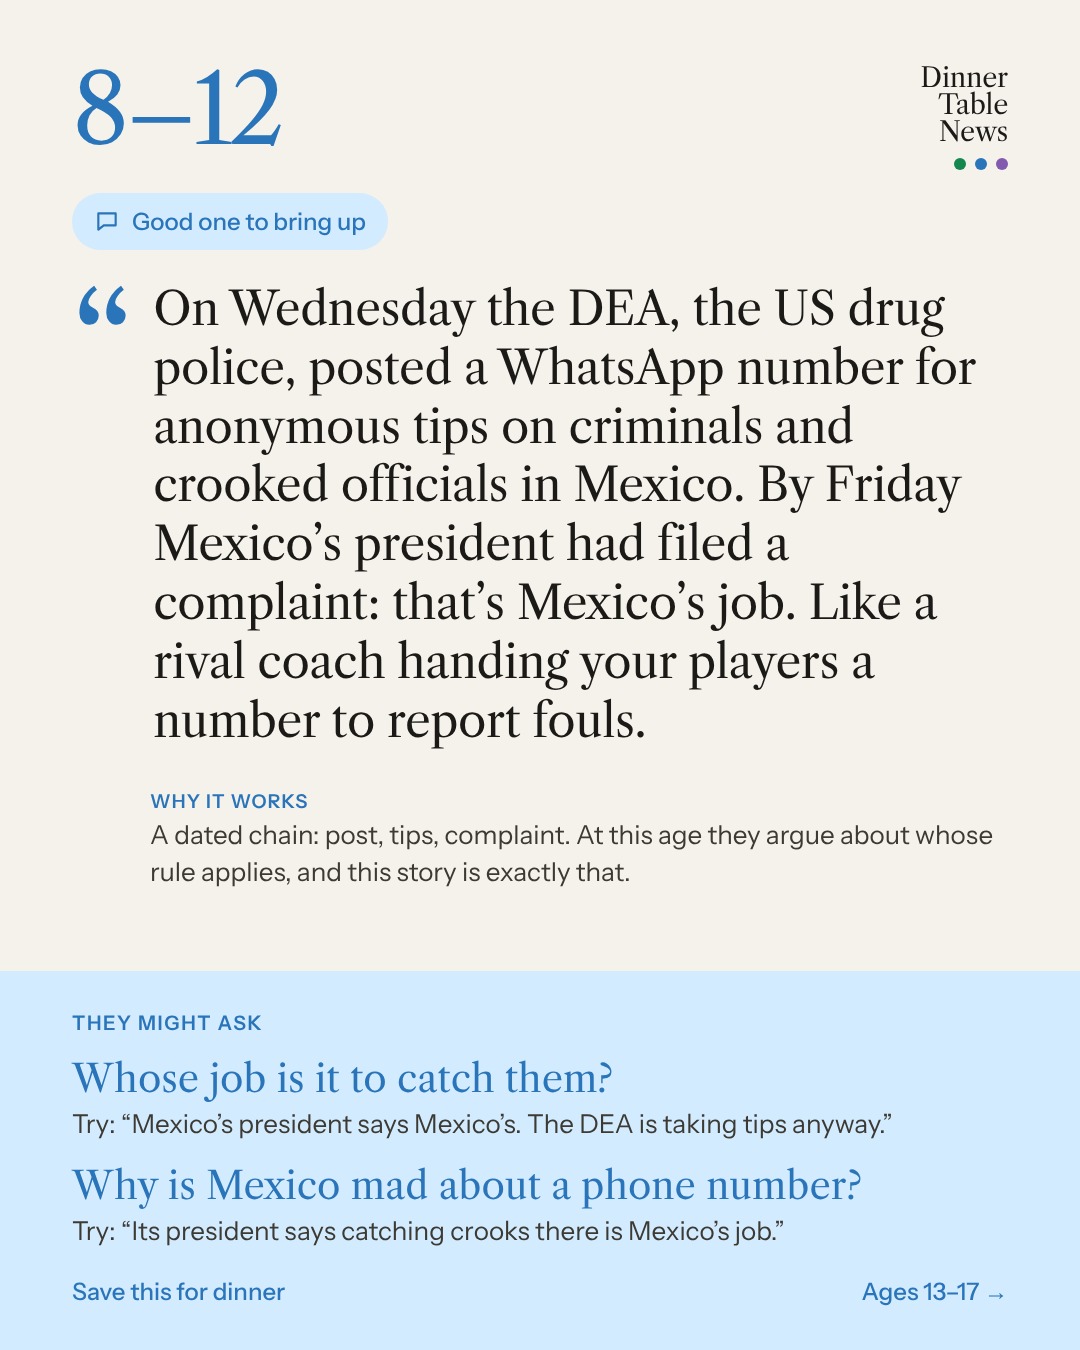 8–12
Dinner
Table
News
Good one to bring up
“On Wednesday the DEA, the US drug
police, posted a WhatsApp number for
anonymous tips on criminals and
crooked officials in Mexico. By Friday
Mexico’s president had filed a
complaint: that’s Mexico’s job. Like a
rival coach handing your players a
number to report fouls.
WHY IT WORKS
A dated chain: post, tips, complaint. At this age they argue about whose
rule applies, and this story is exactly that.
THEY MIGHT ASK
Whose job is it to catch them?
Try: “Mexico’s president says Mexico’s. The DEA is taking tips anyway.”
Why is Mexico mad about a phone number?
Try: “Its president says catching crooks there is Mexico’s job.”
Save this for dinner
Ages 13–17 →